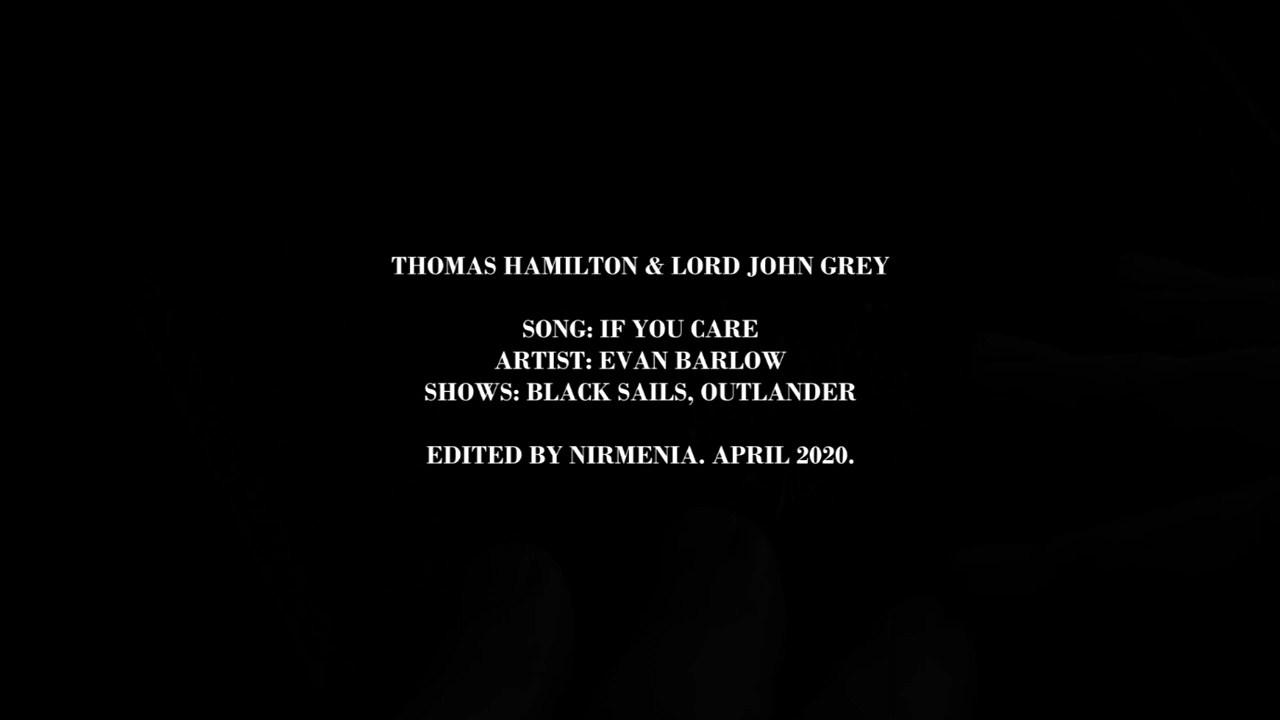 THOMAS HAMILTON & LORD JOHN GREY
SONG: IF YOU CARE
ARTIST: EVAN BARLOW
SHOWS: BLACK SAILS, OUTLANDER
EDITED BY NIRMENIA. APRIL 2020.